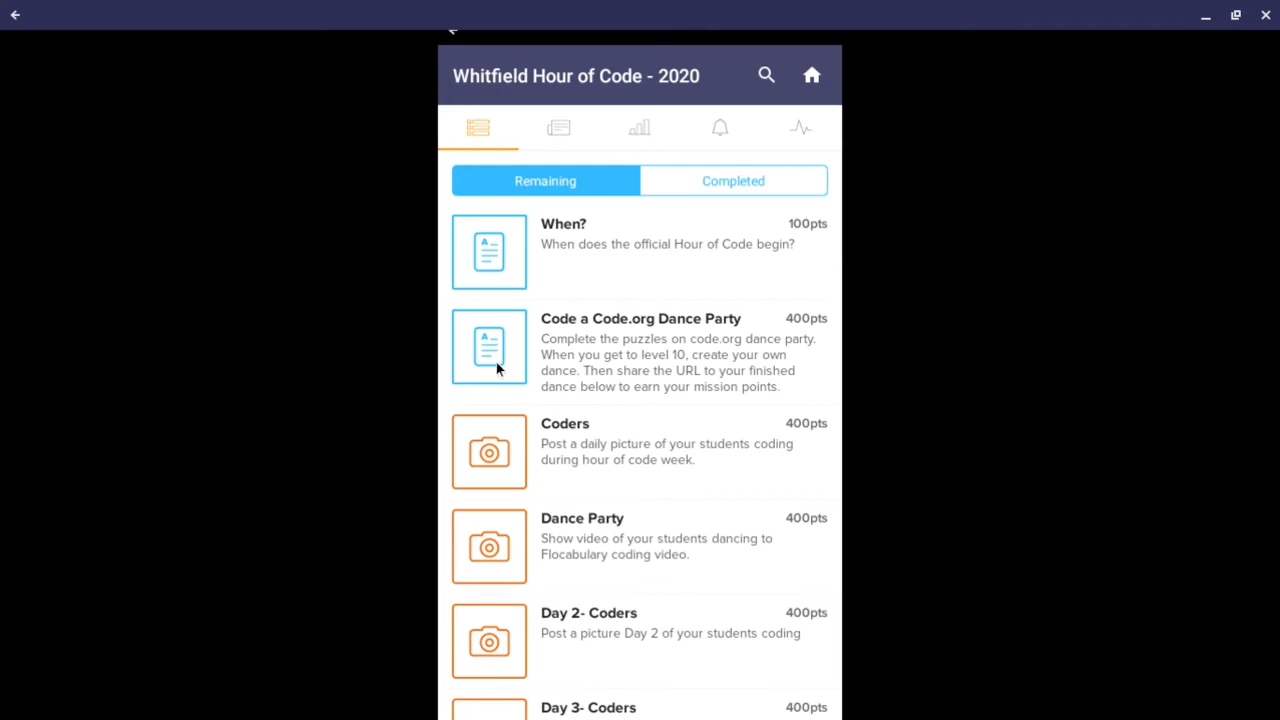 Whitfield Hour of Code - 2020
Remaining
Completed
When?
100pts
When does the official Hour of Code begin?
Code a Code.org Dance Party
400pts
Complete the puzzles on code.org dance party.
When you get to level 10, create your own
dance. Then share the URL to your finished
dance below to earn your mission points.
Coders
400pts
Post a daily picture of your students coding
during hour of code week.
Dance Party
400pts
Show video of your students dancing to
Flocabulary coding video.
Day 2- Coders
400pts
Post a picture Day 2 of your students coding
Day 3- Coders
400pts